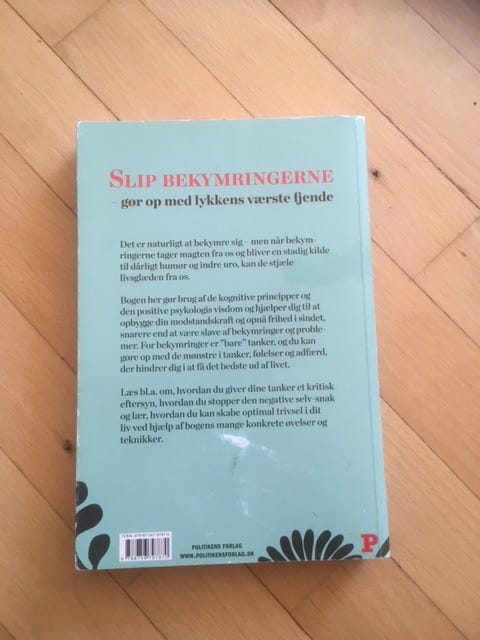 SLIP BEKYMRINGERNE
– gør op med lykkens værste fjende
Det er naturligt at bekymre sig – men når bekym-
ringerne tager magten fra os og bliver en stadig kilde
til dårligt humør og indre uro, kan de stjæle
livsglæden fra os.
Bogen her gør brug af de kognitive principper og
den positive psykologis visdom og hjælper dig til at
opbygge din modstandskraft og opnå frihed i sindet,
snarere end at være slave af bekymringer og proble-
mer. For bekymringer er "bare" tanker, og du kan
gøre op med de mønstre i tanker, følelser og adfærd,
der hindrer dig i at få det bedste ud af livet.
Læs bl.a. om, hvordan du giver dine tanker et kritisk
eftersyn, hvordan du stopper den negative selv-snak
og lær, hvordan du kan skabe optimal trivsel i dit
liv ved hjælp af bogens mange konkrete øvelser og
teknikker.
ISBN
POLITIKENS FORLAG
WWW.POLITIKENSFORLAG.DK
P